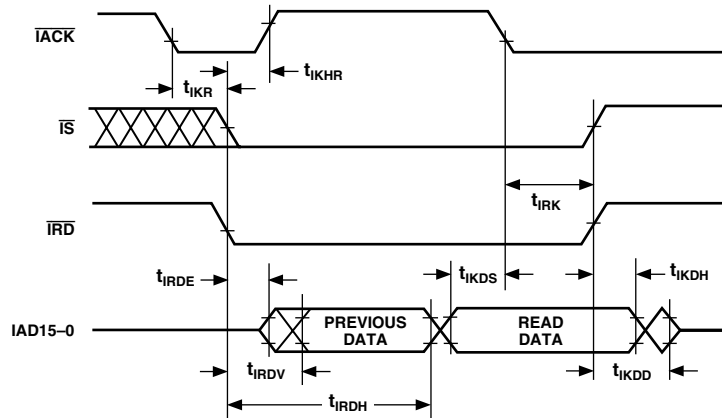 IACK
tIKHR
tIKR
IS
tIRK
IRD
tIRDE
tIKDS
tIKDH
IAD15–0
PREVIOUS
DATA
READ
DATA
tIRDV
tIKDD
tIRDH